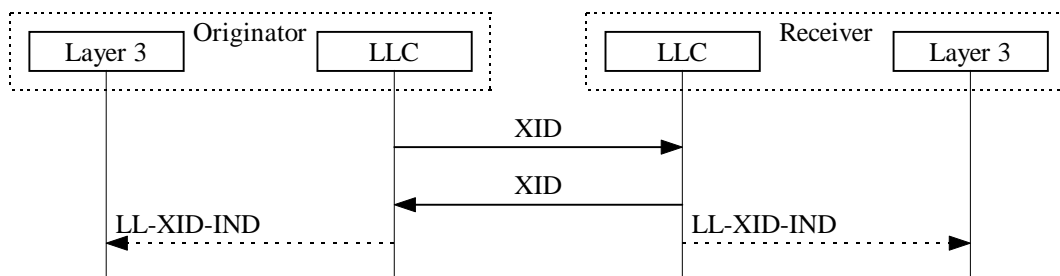 Originator
Receiver
Layer 3
LLC
LLC
Layer 3
XID
XID
LL-XID-IND
LL-XID-IND